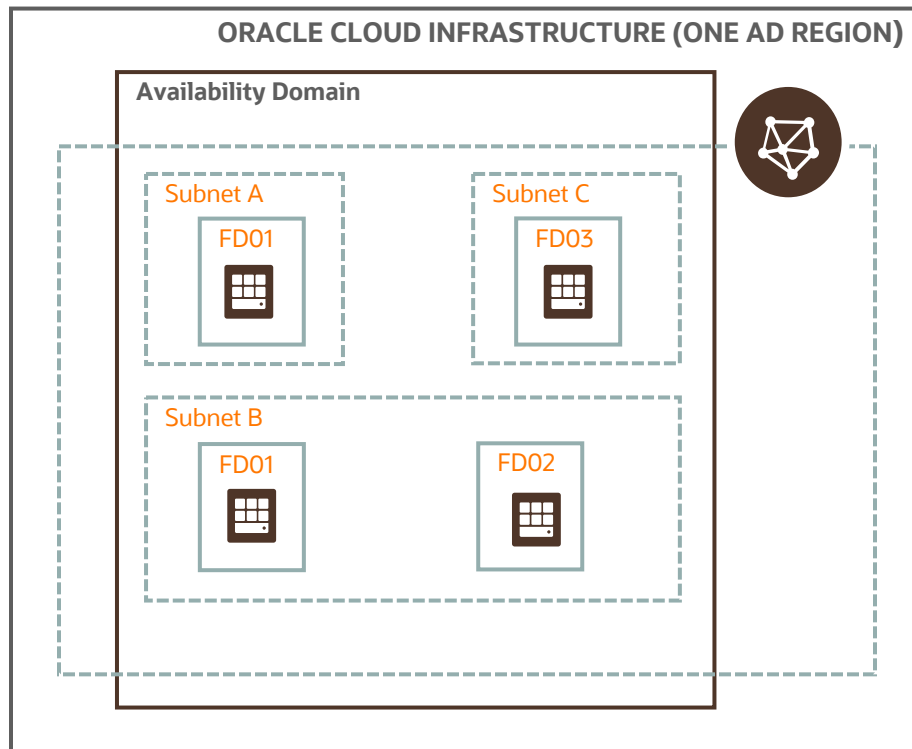 ORACLE CLOUD INFRASTRUCTURE (ONE AD REGION)
Availability Domain
Subnet A
Subnet C
FD01
FD03
Subnet B
FD01
FD02